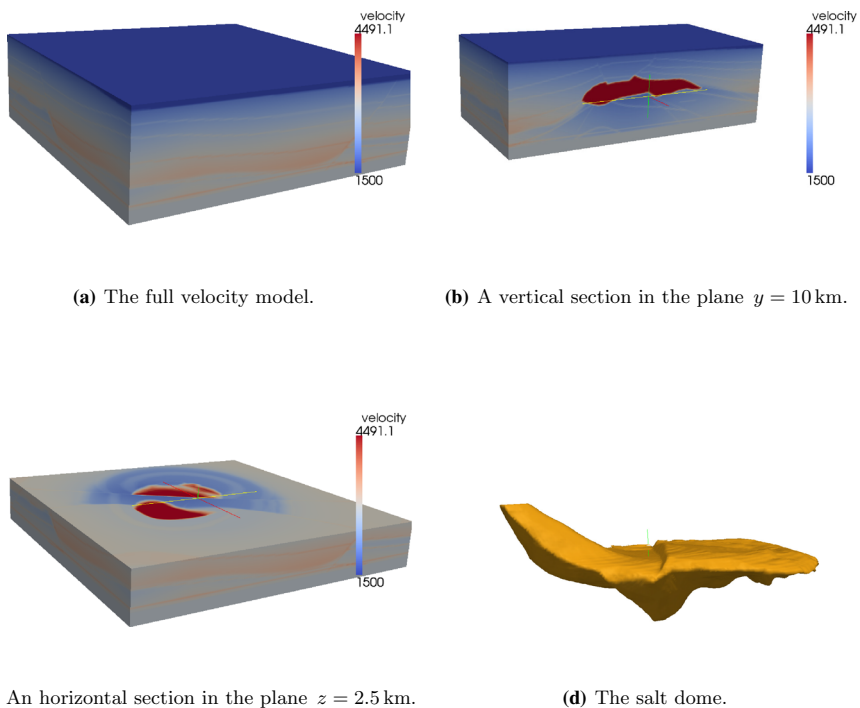 velocity
4491.1
1500
velocity
4491.1
1500
(a) The full velocity model.
(b) A vertical section in the plane y = 10 km.
velocity
4491.1
1500
An horizontal section in the plane z = 2.5 km.
(d) The salt dome.